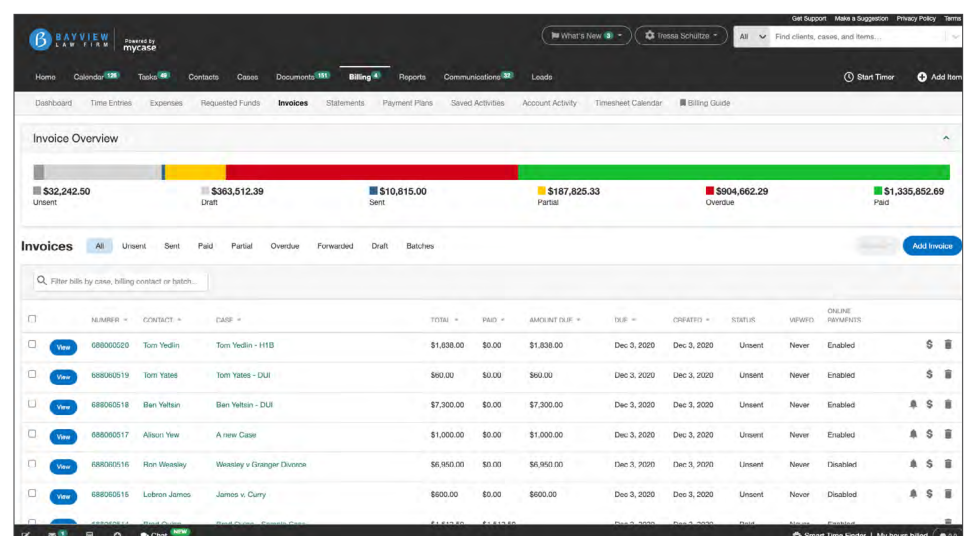 Get Support Make a Suggestion Privacy Policy Terms
B BAYVIEW LAW FIRM Powered by mycase
What's New 3 Tressa Schultze All Find clients, cases, and items...
Home Calendar 126 Tasks 49 Contacts Cases Documents 151 Billing 4 Reports Communications 32 Leads Start Timer Add Item
Dashboard Time Entries Expenses Requested Funds Invoices Statements Payment Plans Saved Activities Account Activity Timesheet Calendar Billing Guide
Invoice Overview
$32,242.50 $363,512.39 $10,815.00 $187,825.33 $904,662.29 $1,335,852.69
Unsent Draft Sent Partial Overdue Paid
Invoices All Unsent Sent Paid Partial Overdue Forwarded Draft Batches Add Invoice
Filter bills by case, billing contact or batch...
NUMBER CONTACT CASE TOTAL PAID AMOUNT DUE DUE CREATED STATUS VIEWED ONLINE PAYMENTS
View 688060520 Tom Yedlin Tom Yedlin - H1B $1,838.00 $0.00 $1,838.00 Dec 3, 2020 Dec 3, 2020 Unsent Never Enabled
View 688060519 Tom Yates Tom Yates - DUI $60.00 $0.00 $60.00 Dec 3, 2020 Dec 3, 2020 Unsent Never Enabled
View 688060518 Ben Yeltsin Ben Yeltsin - DUI $7,300.00 $0.00 $7,300.00 Dec 3, 2020 Dec 3, 2020 Unsent Never Enabled
View 688060517 Alison Yew A new Case $1,000.00 $0.00 $1,000.00 Dec 3, 2020 Dec 3, 2020 Unsent Never Enabled
View 688060516 Ron Weasley Weasley v Granger Divorce $6,950.00 $0.00 $6,950.00 Dec 3, 2020 Dec 3, 2020 Unsent Never Disabled
View 688060515 Lebron James James v. Curry $600.00 $0.00 $600.00 Dec 3, 2020 Dec 3, 2020 Unsent Never Disabled
Chat NEW Smart Time Finder | My hours billed